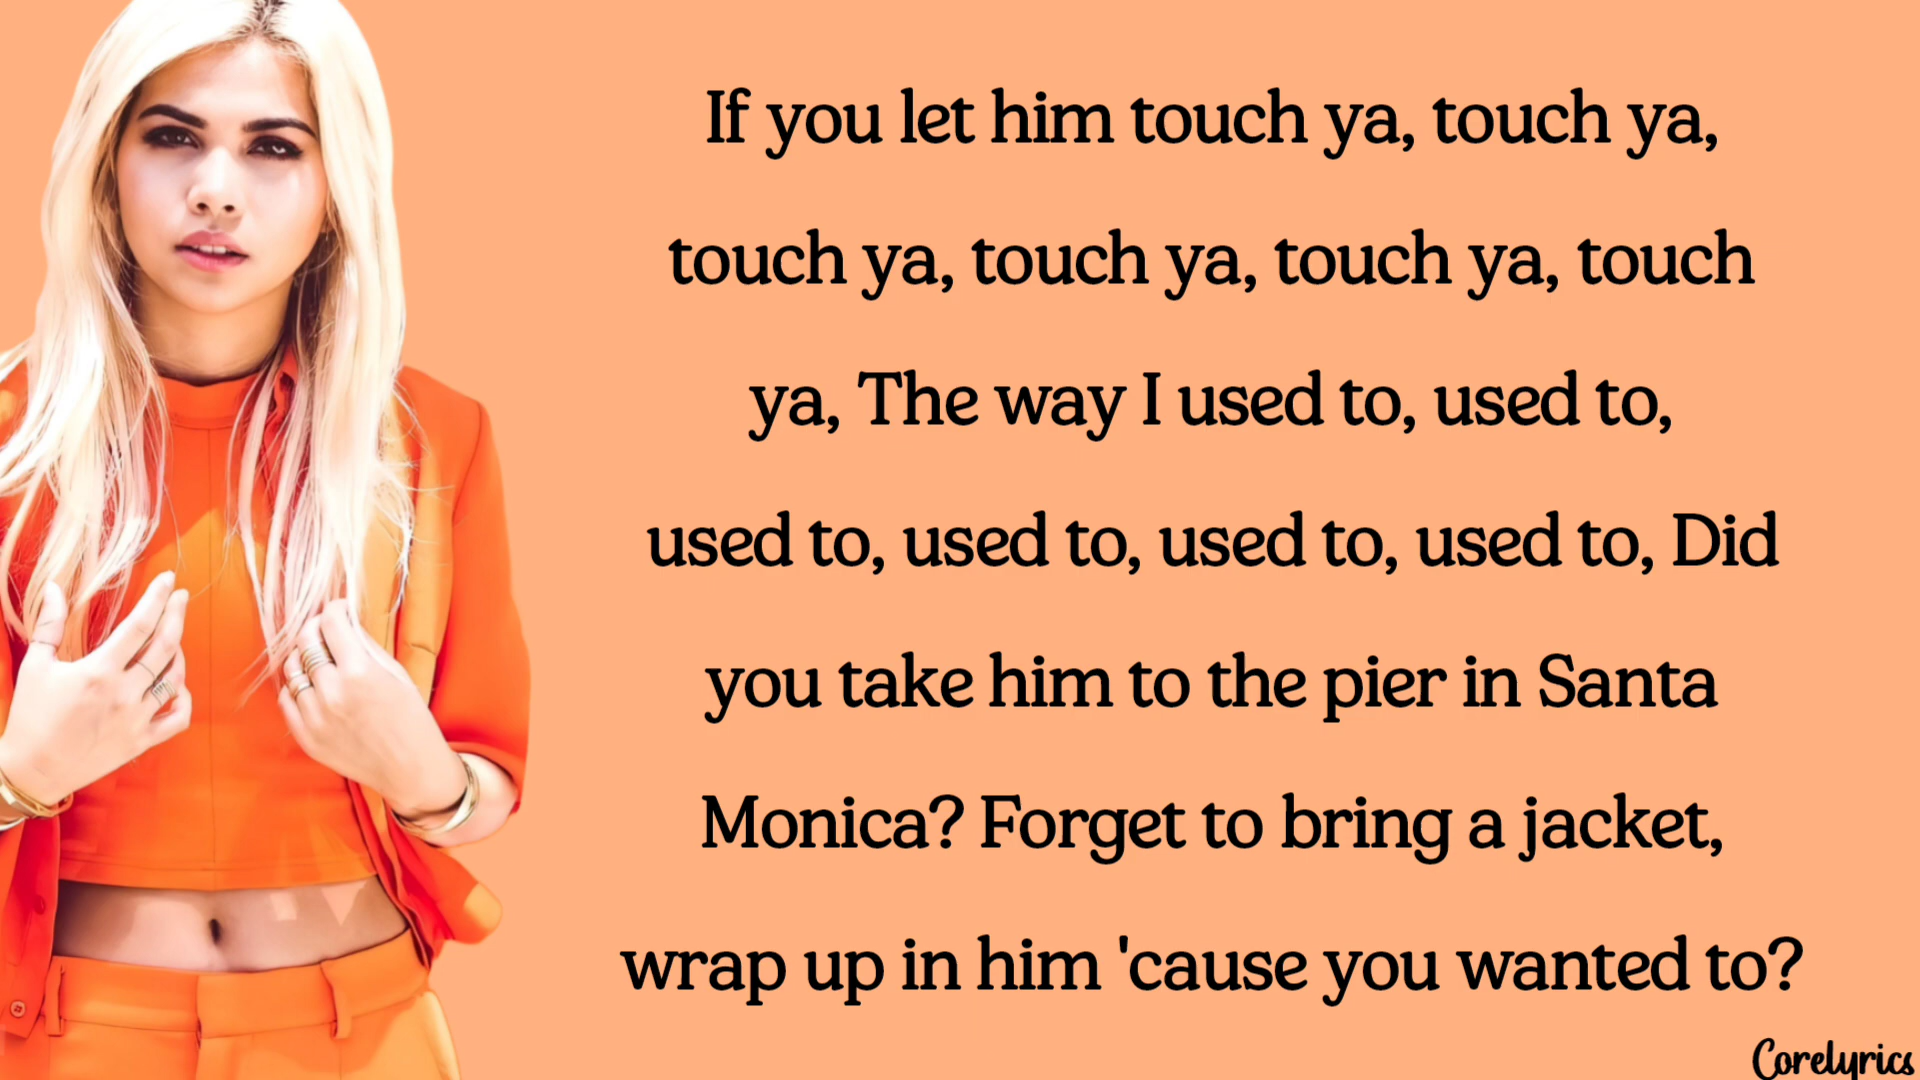 If you let him touch ya, touch ya,
touch ya, touch ya, touch ya, touch
ya, The way I used to, used to,
used to, used to, used to, used to, Did
you take him to the pier in Santa
Monica? Forget to bring a jacket,
wrap up in him 'cause you wanted to?
Corelyrics